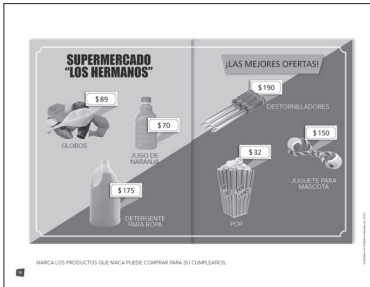 SUPERMERCADO
"LOS HERMANOS"
¡LAS MEJORES OFERTAS!
$89
GLOBOS
$70
JUGO DE
NARANJA
$175
DETERGENTE
PARA ROPA
$190
DESTORNILLADORES
$32
POP
$150
JUGUETE PARA
MASCOTA
MARCA LOS PRODUCTOS QUE MACA PUEDE COMPRAR PARA SU CUMPLEAÑOS.